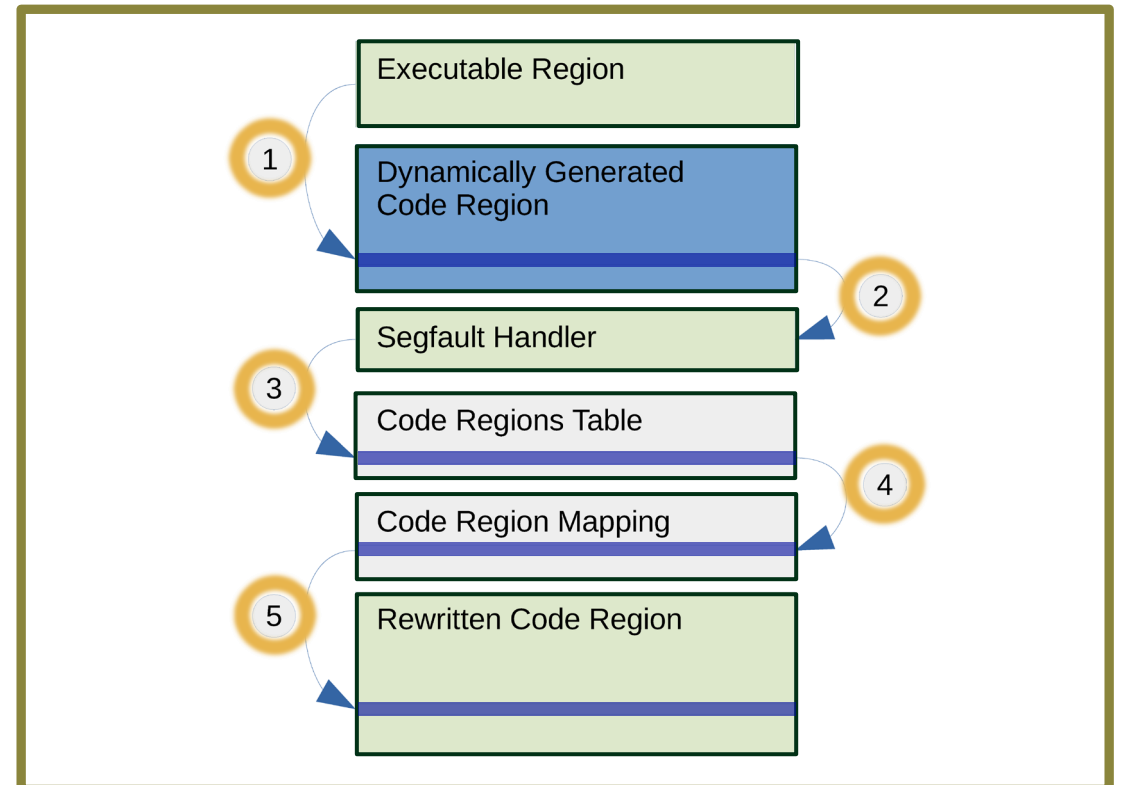 Executable Region
1
Dynamically Generated
Code Region
2
Segfault Handler
3
Code Regions Table
4
Code Region Mapping
5
Rewritten Code Region